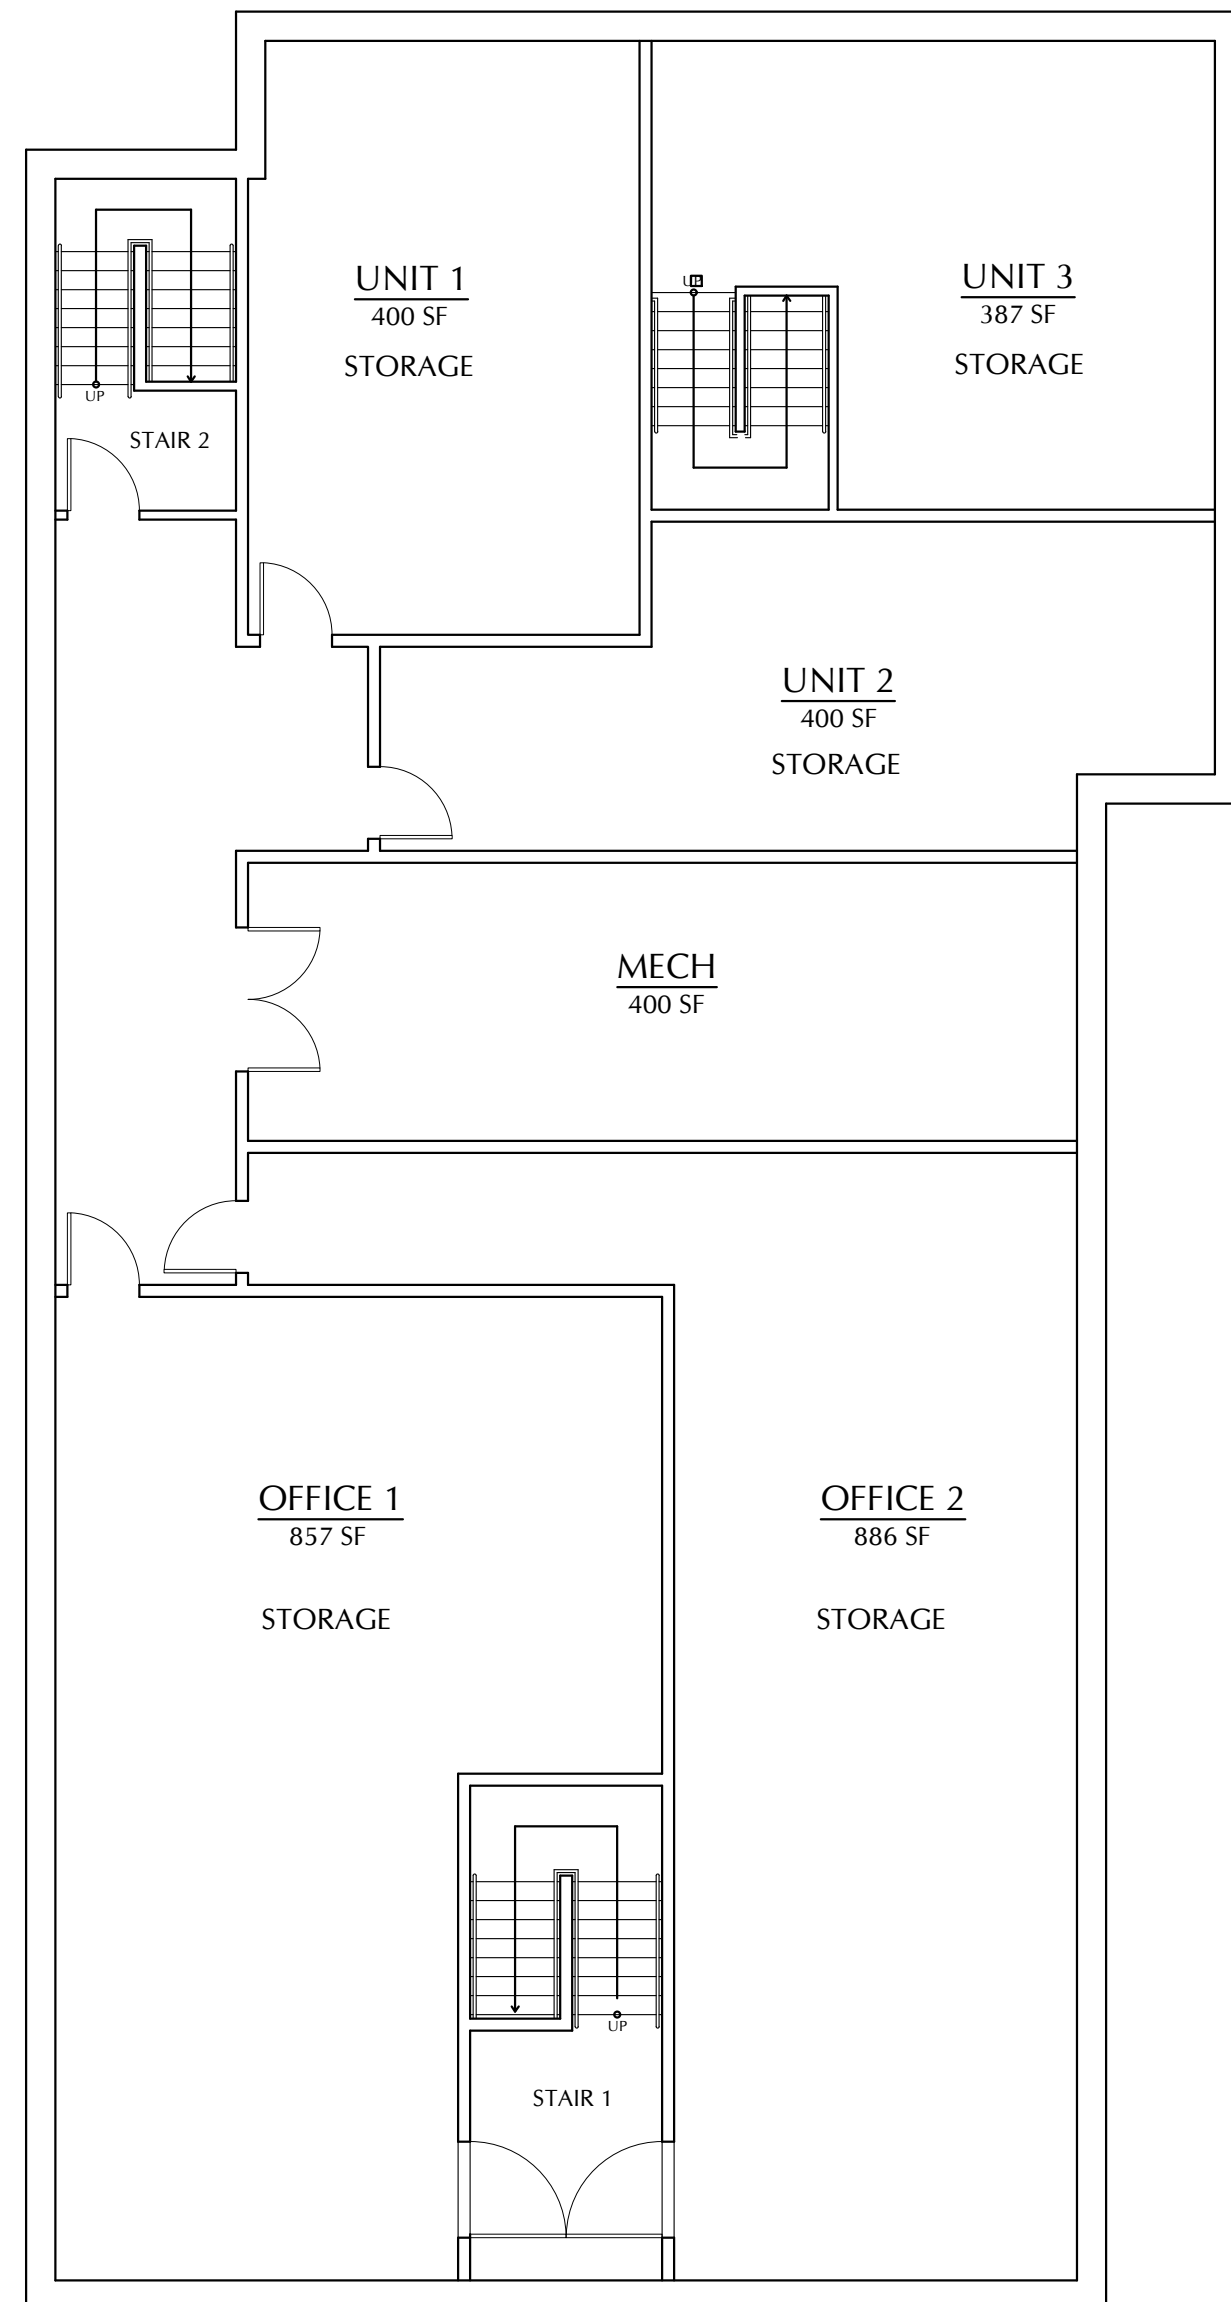 UNIT 1
400 SF
STORAGE
UNIT 3
387 SF
STORAGE
UP
UP
STAIR 2
UNIT 2
400 SF
STORAGE
MECH
400 SF
OFFICE 1
857 SF
STORAGE
OFFICE 2
886 SF
STORAGE
UP
STAIR 1